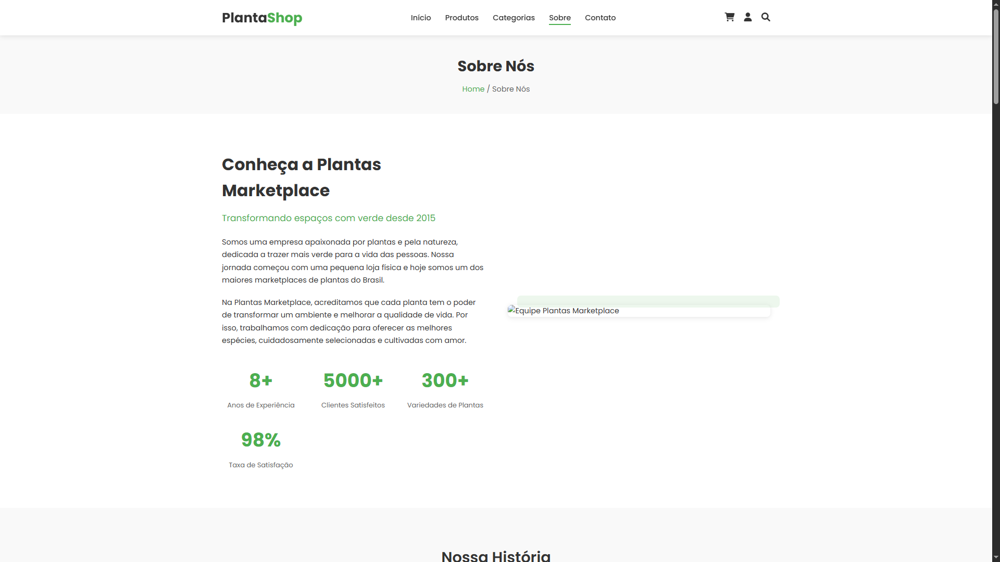 PlantaShop
Início Produtos Categorias Sobre Contato
Sobre Nós
Home / Sobre Nós
Conheça a Plantas
Marketplace
Transformando espaços com verde desde 2015
Somos uma empresa apaixonada por plantas e pela natureza,
dedicada a trazer mais verde para a vida das pessoas. Nossa
jornada começou com uma pequena loja física e hoje somos um dos
maiores marketplaces de plantas do Brasil.
Na Plantas Marketplace, acreditamos que cada planta tem o poder
de transformar um ambiente e melhorar a qualidade de vida. Por
isso, trabalhamos com dedicação para oferecer as melhores
espécies, cuidadosamente selecionadas e cultivadas com amor.
Equipe Plantas Marketplace
8+ 5000+ 300+
Anos de Experiência Clientes Satisfeitos Variedades de Plantas
98%
Taxa de Satisfação
Nossa História